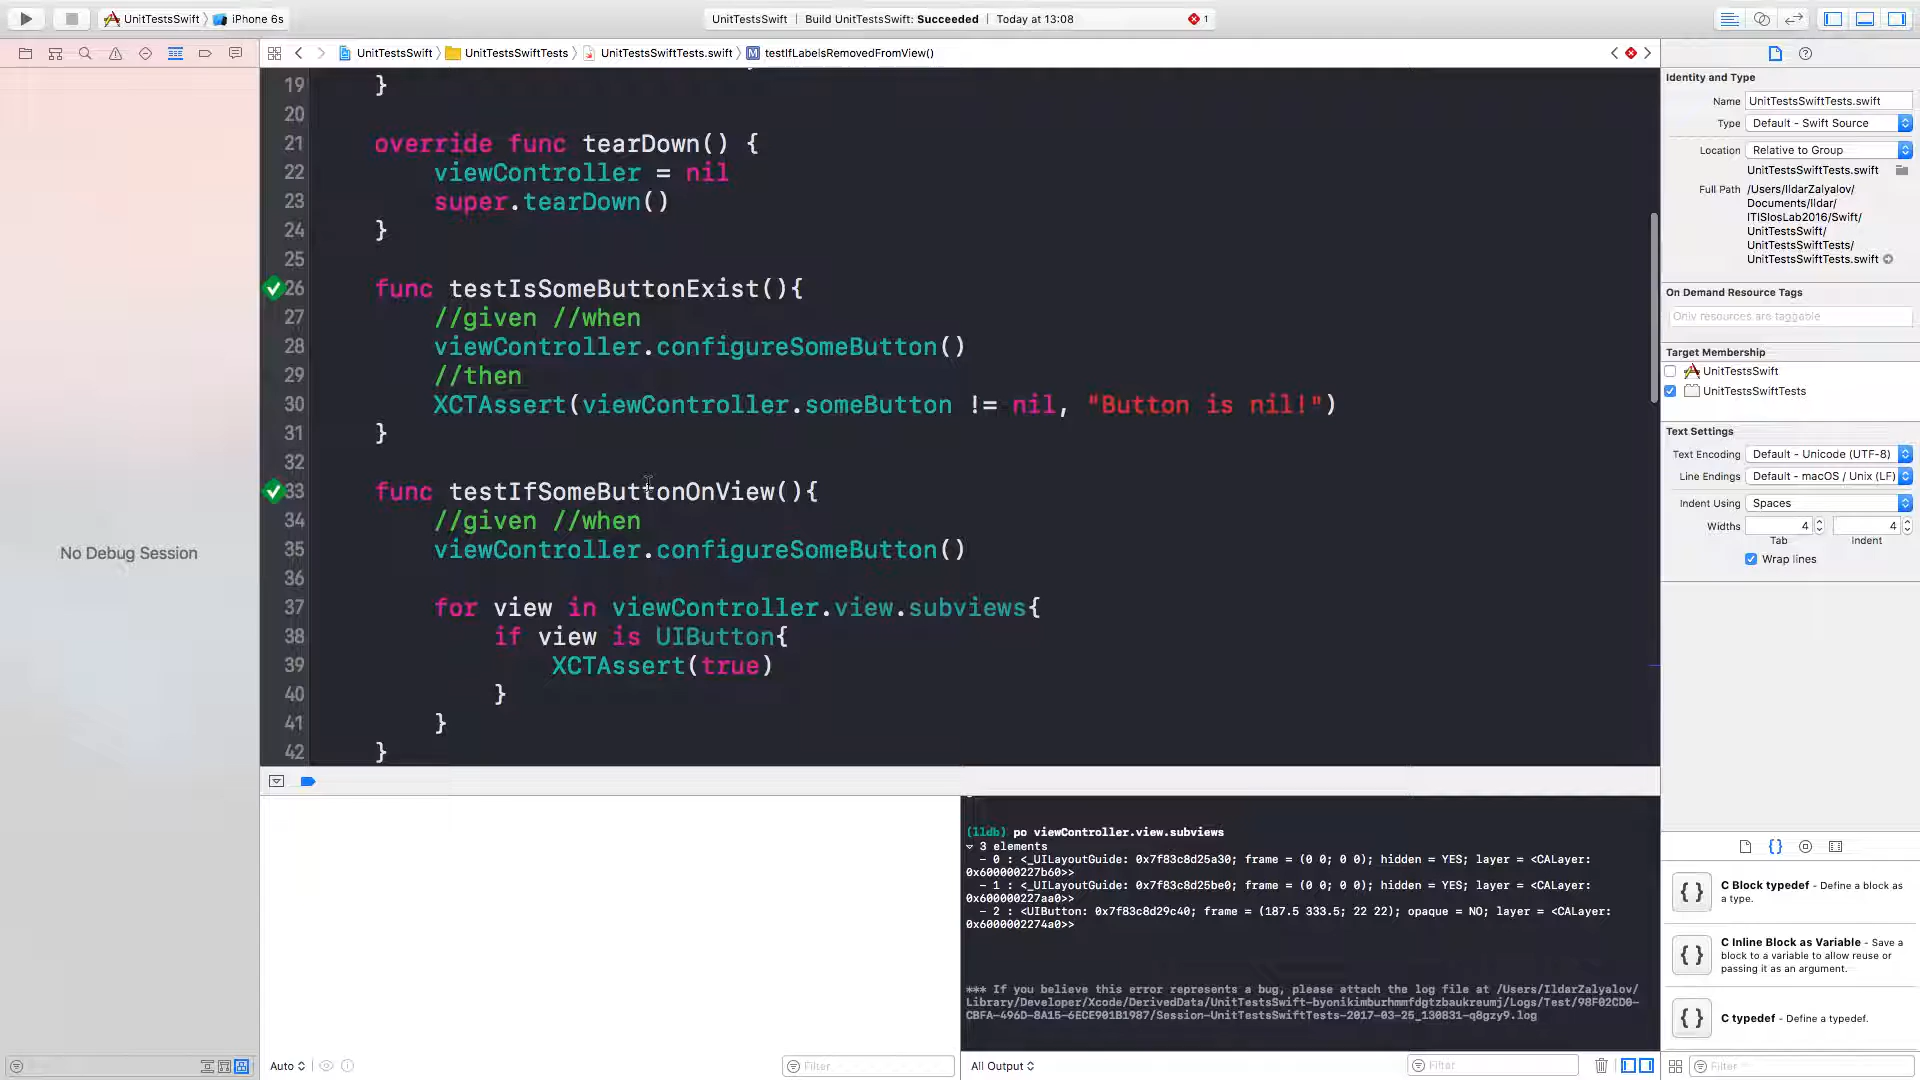 UnitTestsSwift
iPhone 6s
UnitTestsSwift
Build UnitTestsSwift: Succeeded
Today at 13:08
1
UnitTestsSwift
UnitTestsSwiftTests
UnitTestsSwiftTests.swift
M
testIfLabelsRemovedFromView()
19 }
20
21 override func tearDown() {
22 viewController = nil
23 super.tearDown()
24 }
25
26 func testIsSomeButtonExist(){
27 //given //when
28 viewController.configureSomeButton()
29 //then
30 XCTAssert(viewController.someButton != nil, "Button is nil!")
31 }
32
33 func testIfSomeButtonOnView(){
34 //given //when
35 viewController.configureSomeButton()
36
37 for view in viewController.view.subviews{
38 if view is UIButton{
39 XCTAssert(true)
40 }
41 }
42 }
No Debug Session
(lldb) po viewController.view.subviews
3 elements
- 0 : <_UILayoutGuide: 0x7f83c8d25a30; frame = (0 0; 0 0); hidden = YES; layer = <CALayer:
0x600000227b60>>
- 1 : <_UILayoutGuide: 0x7f83c8d25be0; frame = (0 0; 0 0); hidden = YES; layer = <CALayer:
0x600000227aa0>>
- 2 : <UIButton: 0x7f83c8d29c40; frame = (187.5 333.5; 22 22); opaque = NO; layer = <CALayer:
0x6000002274a0>>
*** If you believe this error represents a bug, please attach the log file at /Users/IldarZalyalov/
Library/Developer/Xcode/DerivedData/UnitTestsSwift-byonikimburhmmfdgtzbaukreumj/Logs/Test/98F02CD0-
CBFA-496D-8A15-6ECE901B1987/Session-UnitTestsSwiftTests-2017-03-25_130831-q8gzy9.log
Auto
Filter
All Output
Filter
Identity and Type
Name UnitTestsSwiftTests.swift
Type Default - Swift Source
Location Relative to Group
UnitTestsSwiftTests.swift
Full Path /Users/IldarZalyalov/
Documents/Ildar/
ITISIosLab2016/Swift/
UnitTestsSwift/
UnitTestsSwiftTests/
UnitTestsSwiftTests.swift
On Demand Resource Tags
Only resources are taggable
Target Membership
UnitTestsSwift
UnitTestsSwiftTests
Text Settings
Text Encoding Default - Unicode (UTF-8)
Line Endings Default - macOS / Unix (LF)
Indent Using Spaces
Widths 4 4
Tab Indent
Wrap lines
{ } C Block typedef - Define a block as
a type.
{ } C Inline Block as Variable - Save a
block to a variable to allow reuse or
passing it as an argument.
{ } C typedef - Define a typedef.
Filter